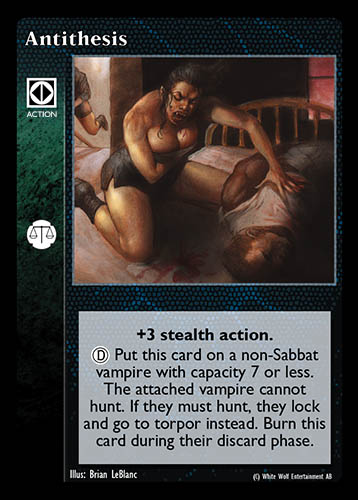 Antithesis
ACTION
+3 stealth action.
D Put this card on a non-Sabbat
vampire with capacity 7 or less.
The attached vampire cannot
hunt. If they must hunt, they lock
and go to torpor instead. Burn this
card during their discard phase.
Illus: Brian LeBlanc
(C) White Wolf Entertainment AB